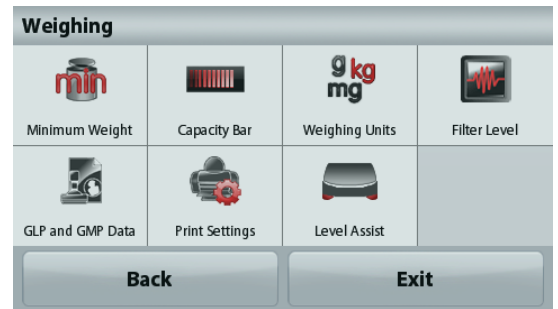 Weighing
min
g kg
mg
Minimum Weight
Capacity Bar
Weighing Units
Filter Level
GLP and GMP Data
Print Settings
Level Assist
Back
Exit